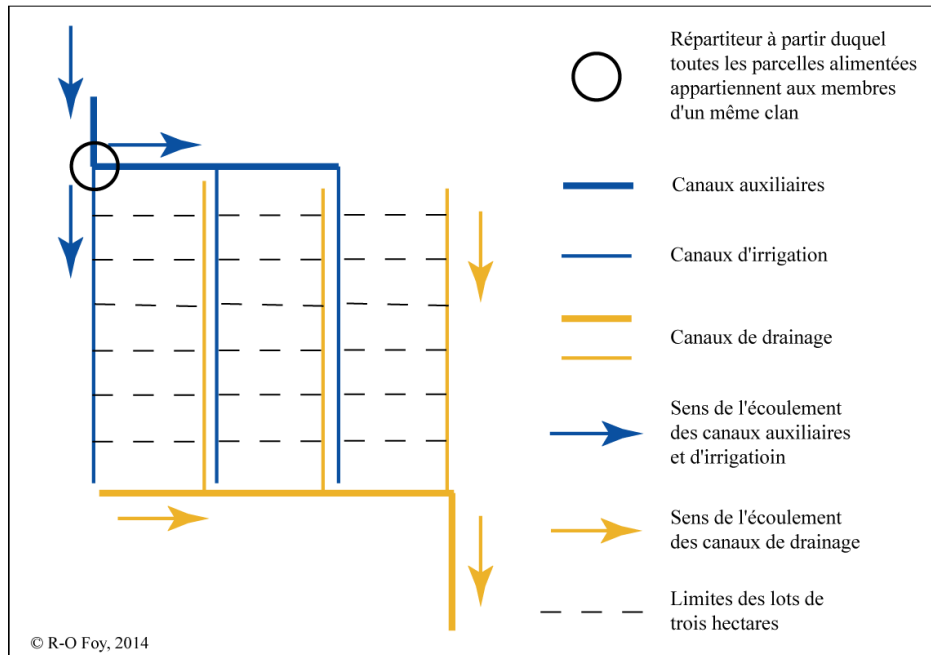 Répartiteur à partir duquel
toutes les parcelles alimentées
appartiennent aux membres
d'un même clan
Canaux auxiliaires
Canaux d'irrigation
Canaux de drainage
Sens de l'écoulement
des canaux auxiliaires
et d'irrigatioin
Sens de l'écoulement
des canaux de drainage
Limites des lots de
trois hectares
© R-O Foy, 2014